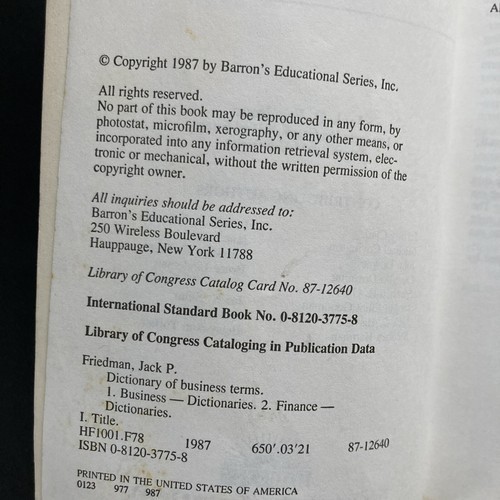 © Copyright 1987 by Barron's Educational Series, Inc.
All rights reserved.
No part of this book may be reproduced in any form, by
photostat, microfilm, xerography, or any other means, or
incorporated into any information retrieval system, elec-
tronic or mechanical, without the written permission of the
copyright owner.
All inquiries should be addressed to:
Barron's Educational Series, Inc.
250 Wireless Boulevard
Hauppauge, New York 11788
Library of Congress Catalog Card No. 87-12640
International Standard Book No. 0-8120-3775-8
Library of Congress Cataloging in Publication Data
Friedman, Jack P.
Dictionary of business terms.
1. Business — Dictionaries. 2. Finance —
Dictionaries.
I. Title.
HF1001.F78 1987 650'.03'21 87-12640
ISBN 0-8120-3775-8
PRINTED IN THE UNITED STATES OF AMERICA
0123 977 987